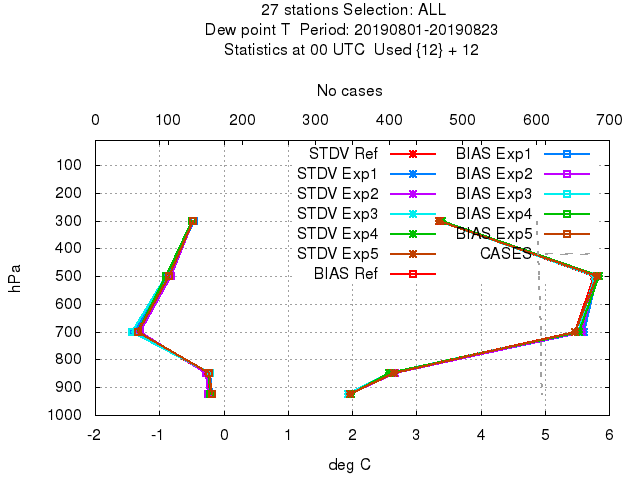 27 stations Selection: ALL
Dew point T  Period: 20190801-20190823
Statistics at 00 UTC  Used {12} + 12
No cases
0 100 200 300 400 500 600 700
STDV Ref BIAS Exp1
STDV Exp1 BIAS Exp2
STDV Exp2 BIAS Exp3
STDV Exp3 BIAS Exp4
STDV Exp4 BIAS Exp5
STDV Exp5 CASES
BIAS Ref
100
200
300
400
500
600
700
800
900
1000
hPa
-2 -1 0 1 2 3 4 5 6
deg C